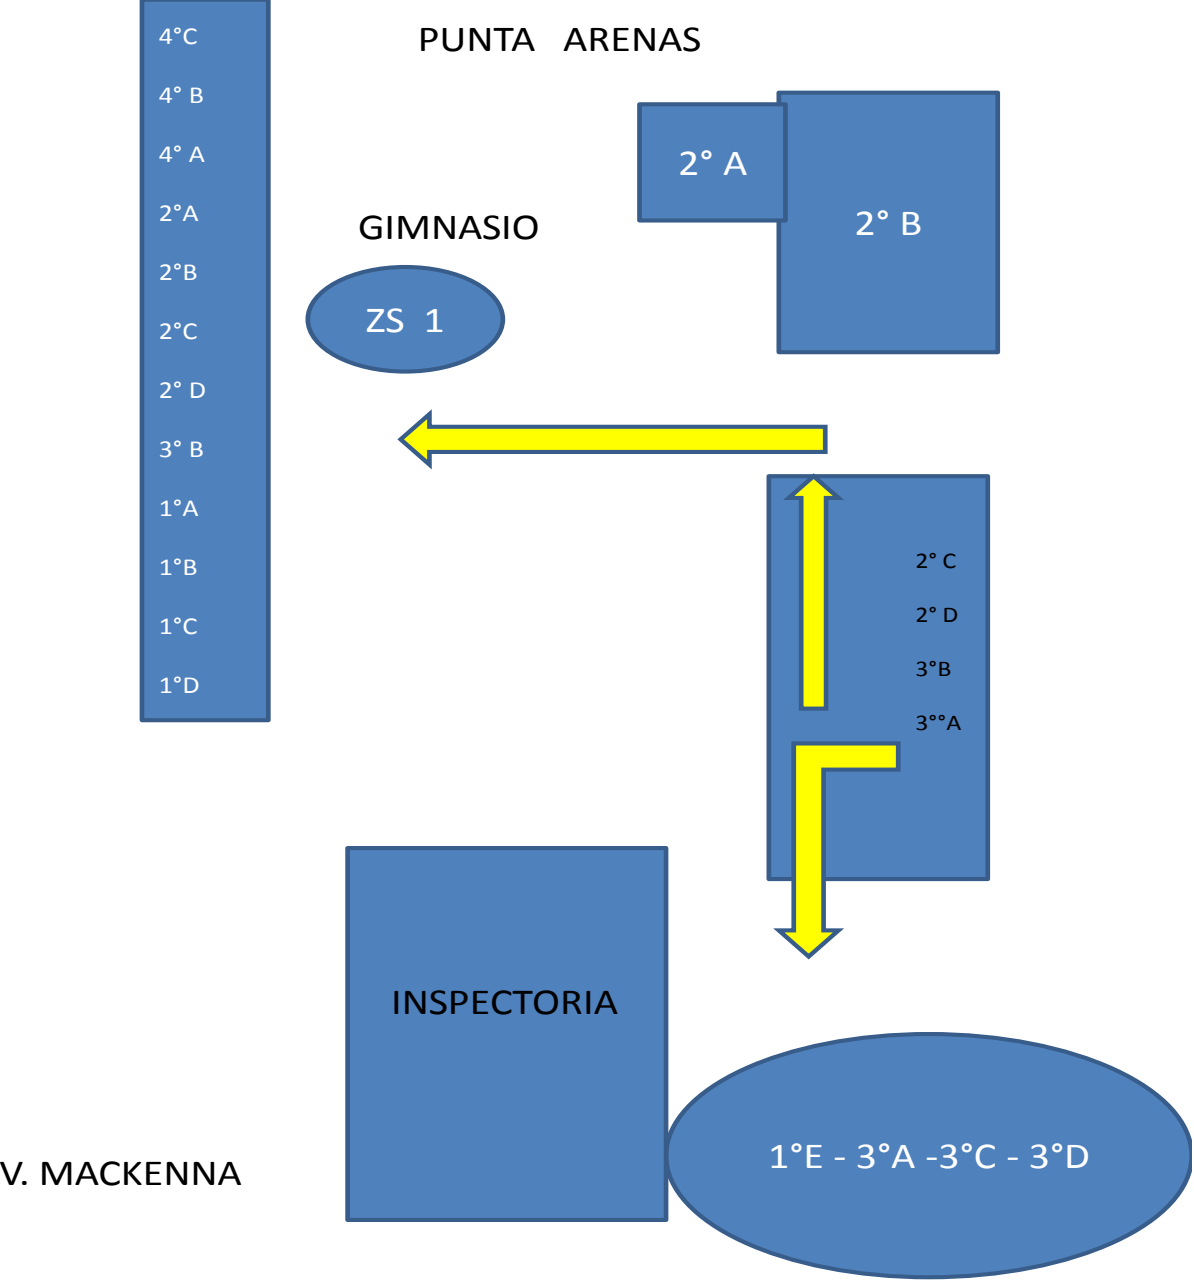 4°C
4° B
4° A
2°A
2°B
2°C
2° D
3° B
1°A
1°B
1°C
1°D
PUNTA   ARENAS
2° A
2° B
GIMNASIO
ZS  1
2° C
2° D
3°B
3°°A
INSPECTORIA
1°E - 3°A -3°C - 3°D
V. MACKENNA